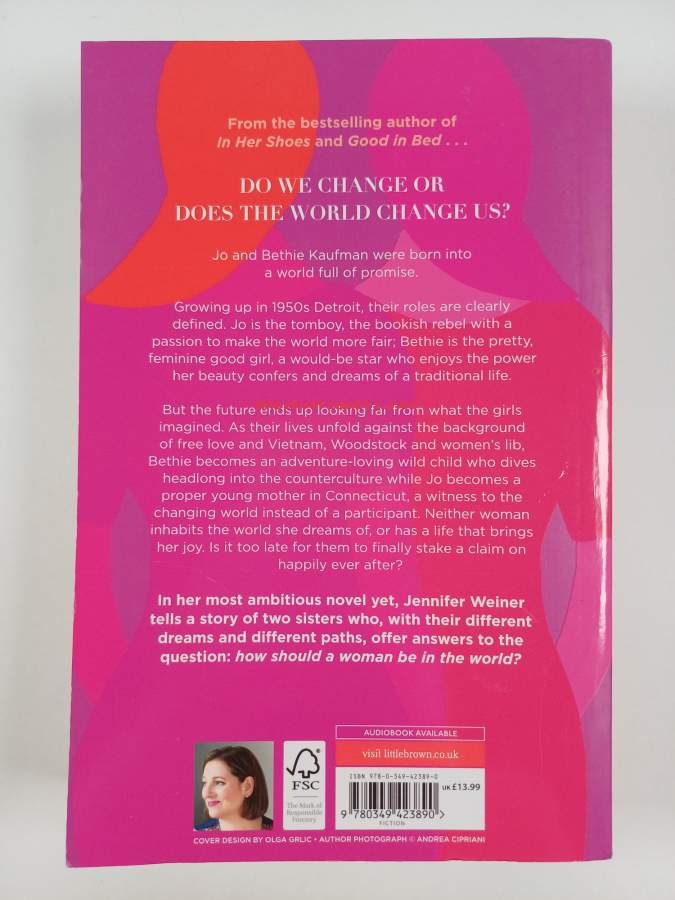 From the bestselling author of
In Her Shoes and Good in Bed . . .
DO WE CHANGE OR
DOES THE WORLD CHANGE US?
Jo and Bethie Kaufman were born into
a world full of promise.
Growing up in 1950s Detroit, their roles are clearly
defined. Jo is the tomboy, the bookish rebel with a
passion to make the world more fair; Bethie is the pretty,
feminine good girl, a would-be star who enjoys the power
her beauty confers and dreams of a traditional life.
But the future ends up looking far from what the girls
imagined. As their lives unfold against the background
of free love and Vietnam, Woodstock and women's lib,
Bethie becomes an adventure-loving wild child who dives
headlong into the counterculture while Jo becomes a
proper young mother in Connecticut, a witness to the
changing world instead of a participant. Neither woman
inhabits the world she dreams of, or has a life that brings
her joy. Is it too late for them to finally stake a claim on
happily ever after?
In her most ambitious novel yet, Jennifer Weiner
tells a story of two sisters who, with their different
dreams and different paths, offer answers to the
question: how should a woman be in the world?
AUDIOBOOK AVAILABLE
visit littlebrown.co.uk
FSC
The Mark of
Responsible
Forestry
ISBN 978-0-349-42389-0
UK £13.99
9 780349 423890 >
FICTION
COVER DESIGN BY OLGA GRLIC • AUTHOR PHOTOGRAPH © ANDREA CIPRIANI